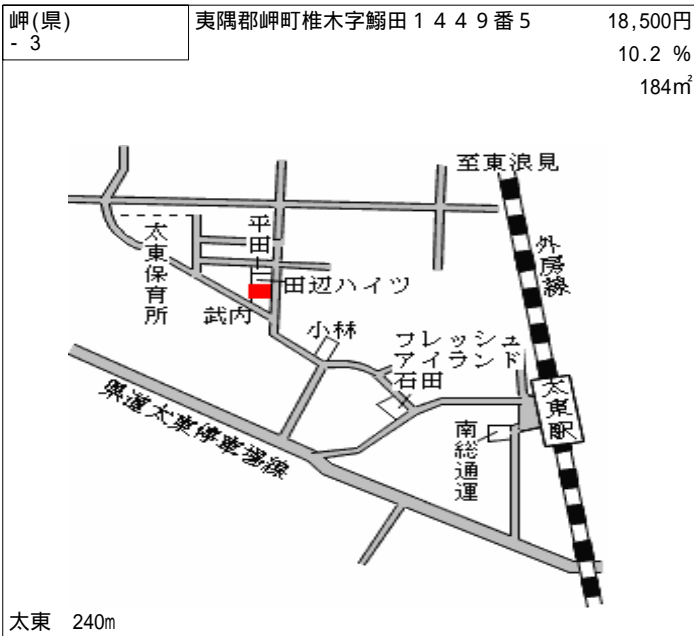 岬(県)
- 3
夷隅郡岬町椎木字鰯田1449番5
18,500円
10.2 %
184㎡
至東浪見
外房線
平田
太東保育所
田辺ハイツ
武内
小林
フレッシュ
アイランド
石田
太東駅
県道太東停車場線
南総通運
太東 240m